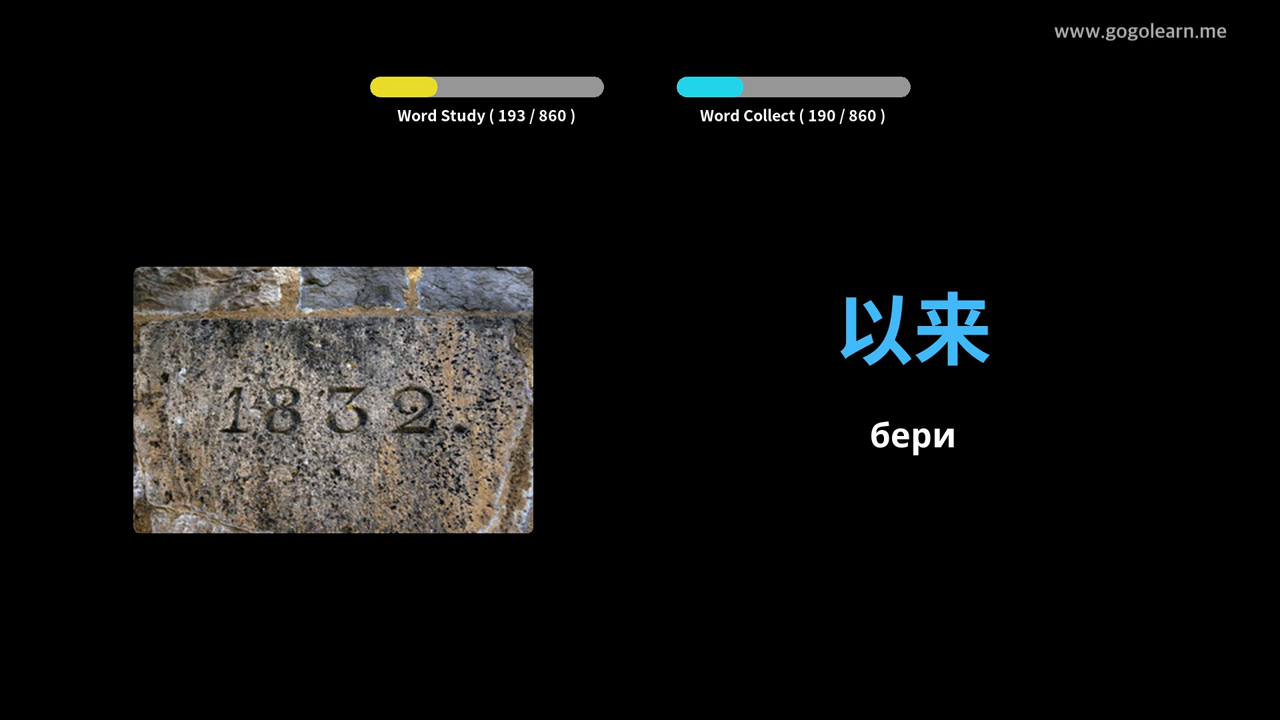 www.gogolearn.me
Word Study ( 193 / 860 )
Word Collect ( 190 / 860 )
1832.
以来
бери